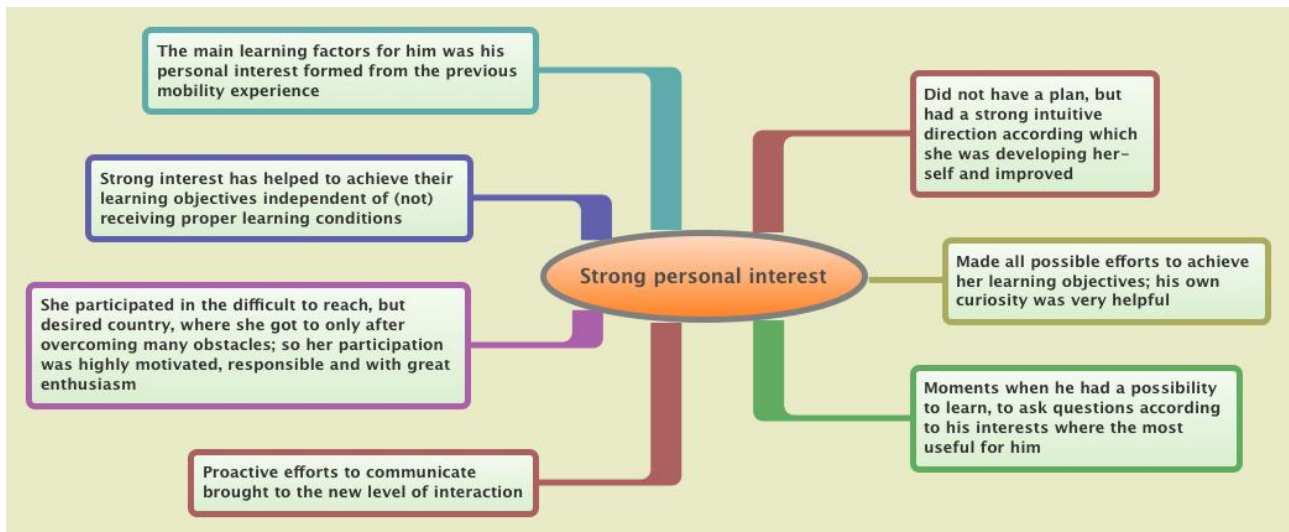 The main learning factors for him was his
personal interest formed from the previous
mobility experience
Strong interest has helped to achieve their
learning objectives independent of (not)
receiving proper learning conditions
She participated in the difficult to reach, but
desired country, where she got to only after
overcoming many obstacles; so her participation
was highly motivated, responsible and with great
enthusiasm
Proactive efforts to communicate
brought to the new level of interaction
Strong personal interest
Did not have a plan, but
had a strong intuitive
direction according which
she was developing her-
self and improved
Made all possible efforts to achieve
her learning objectives; his own
curiosity was very helpful
Moments when he had a possibility
to learn, to ask questions according
to his interests where the most
useful for him